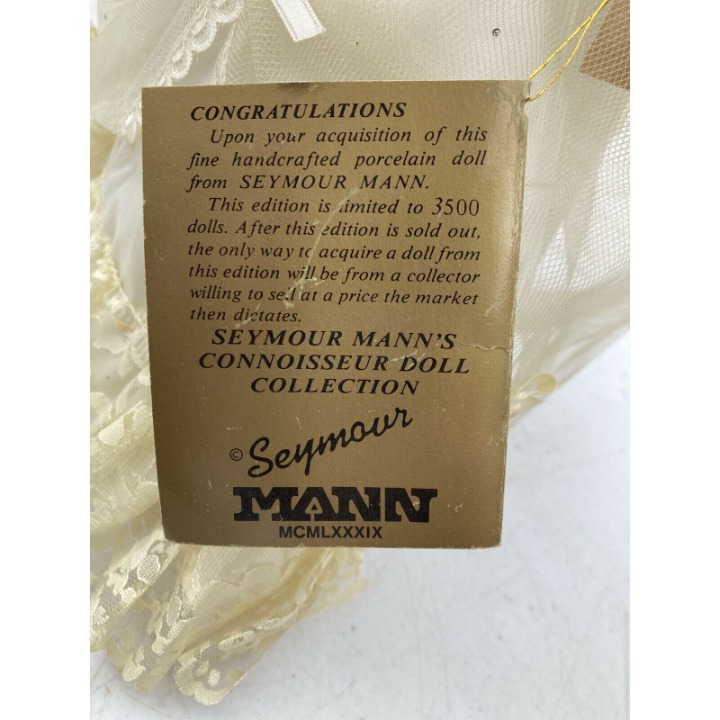 CONGRATULATIONS
Upon your acquisition of this
fine handcrafted porcelain doll
from SEYMOUR MANN.
This edition is limited to 3500
dolls. After this edition is sold out,
the only way to acquire a doll from
this edition will be from a collector
willing to sell at a price the market
then dictates.
SEYMOUR MANN'S
CONNOISSEUR DOLL
COLLECTION
© Seymour
MANN
MCMLXXXIX